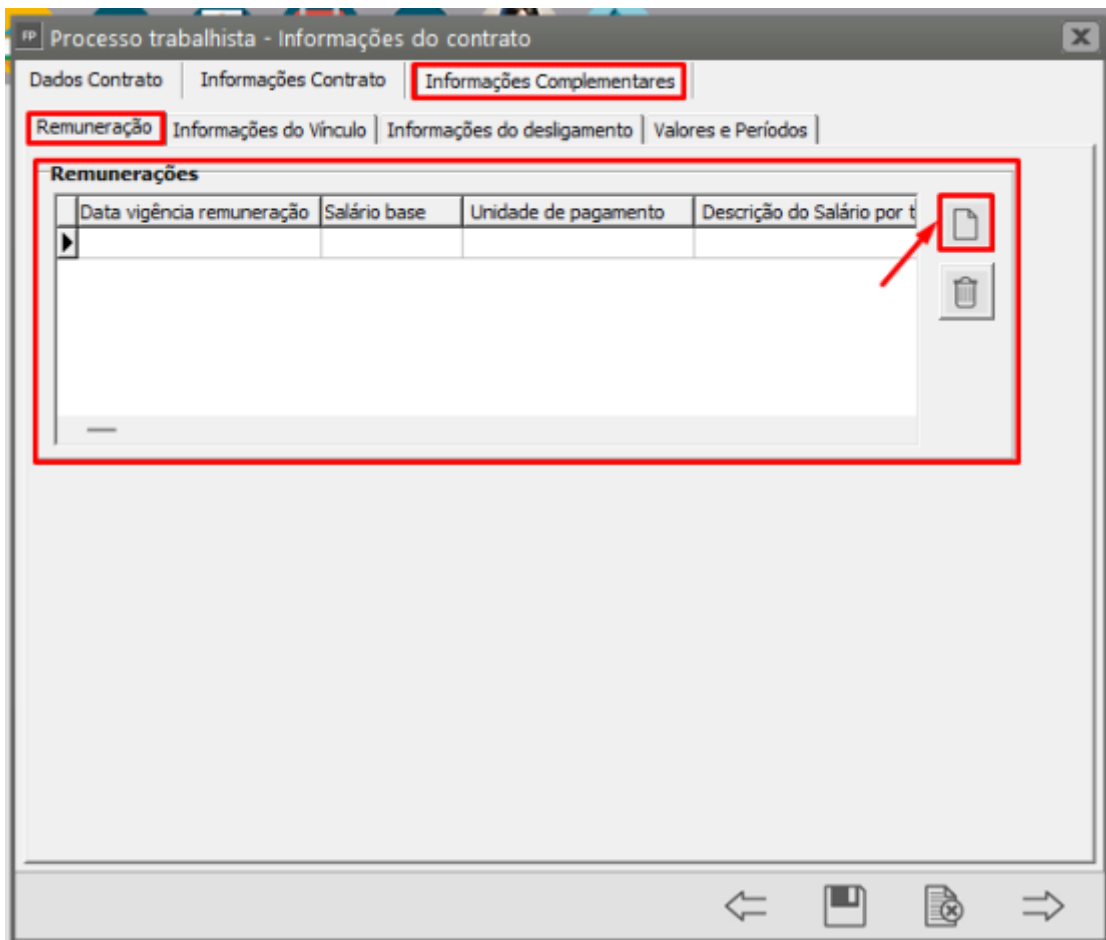 FP Processo trabalhista - Informações do contrato
Dados Contrato Informações Contrato Informações Complementares
Remuneração Informações do Vínculo Informações do desligamento Valores e Períodos
Remunerações
Data vigência remuneração Salário base Unidade de pagamento Descrição do Salário por t